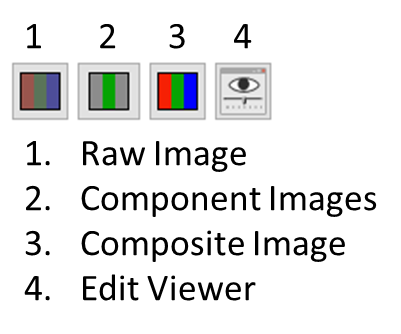 1 2 3 4
1. Raw Image
2. Component Images
3. Composite Image
4. Edit Viewer